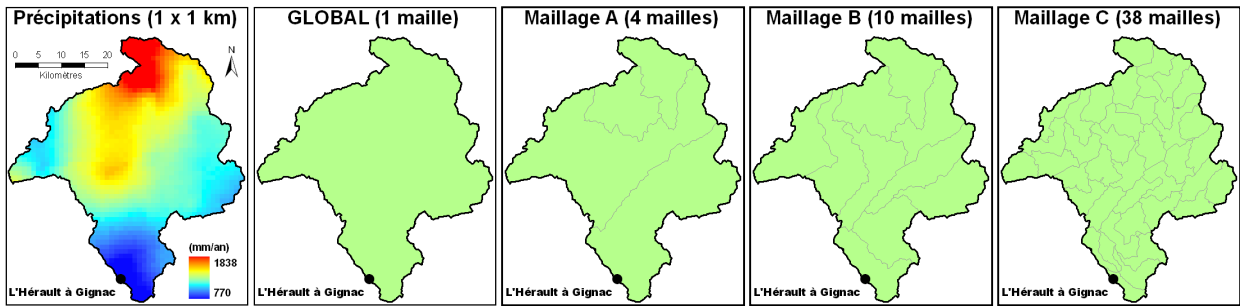 Précipitations (1 x 1 km)
0 5 10 15 20
Kilomètres
N
(mm/an)
1838
770
L'Hérault à Gignac
GLOBAL (1 maille)
L'Hérault à Gignac
Maillage A (4 mailles)
L'Hérault à Gignac
Maillage B (10 mailles)
L'Hérault à Gignac
Maillage C (38 mailles)
L'Hérault à Gignac